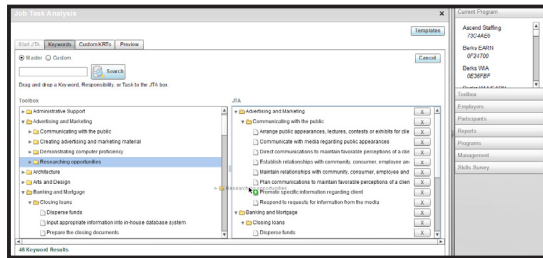 Job Task Analysis
Templates
Start JTA Keywords Custom KRTs Preview
Master Custom Cancel
Search
Drag and drop a Keyword, Responsibility, or Task to the JTA box.
Toolbox
Administrative Support
Advertising and Marketing
Communicating with the public
Creating advertising and marketing material
Demonstrating computer proficiency
Researching opportunities
Architecture
Arts and Design
Banking and Mortgage
Closing loans
Disperse funds
Input appropriate information into in-house database system
Prepare the closing documents
46 Keyword Results
JTA
Advertising and Marketing X
Communicating with the public X
Arrange public appearances, lectures, contests or exhibits for clie X
Communicate with media regarding public appearances X
Direct communications to maintain favorable perceptions of a clie X
Establish relationships with community, consumer, employee an X
Maintain relationships with community, consumer, employee and X
Plan communications to maintain favorable perceptions of a clien X
Researching opportunities
Promote specific information regarding client X
Respond to requests for information from the media X
Banking and Mortgage X
Closing loans X
Disperse funds X
Current Program
Ascend Staffing
73C4AE6
Berks EARN
0F24700
Berks WIA
0E36FBF
Toolbox
Employers
Participants
Reports
Programs
Management
Skills Survey